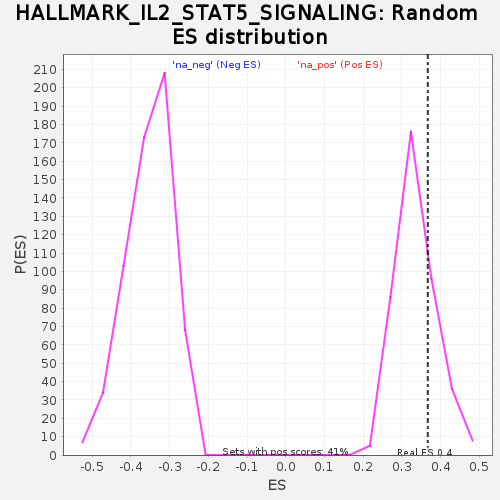 HALLMARK_IL2_STAT5_SIGNALING: Random
ES distribution
'na_neg' (Neg ES) 'na_pos' (Pos ES)
210
200
190
180
170
160
150
140
130
120
110
100
90
80
70
60
50
40
30
20
10
0
P(ES)
Sets with pos scores: 41%
Real ES 0.4
-0.5 -0.4 -0.3 -0.2 -0.1 0.0 0.1 0.2 0.3 0.4 0.5
ES